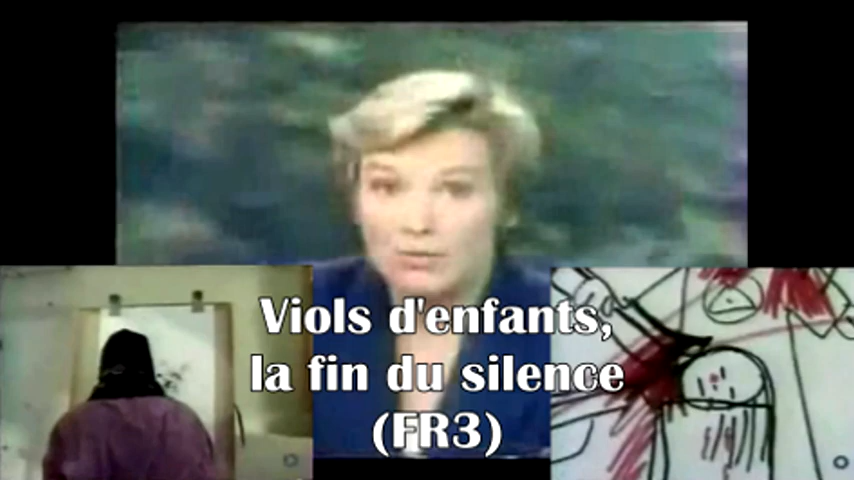 Viols d'enfants,
la fin du silence
(FR3)